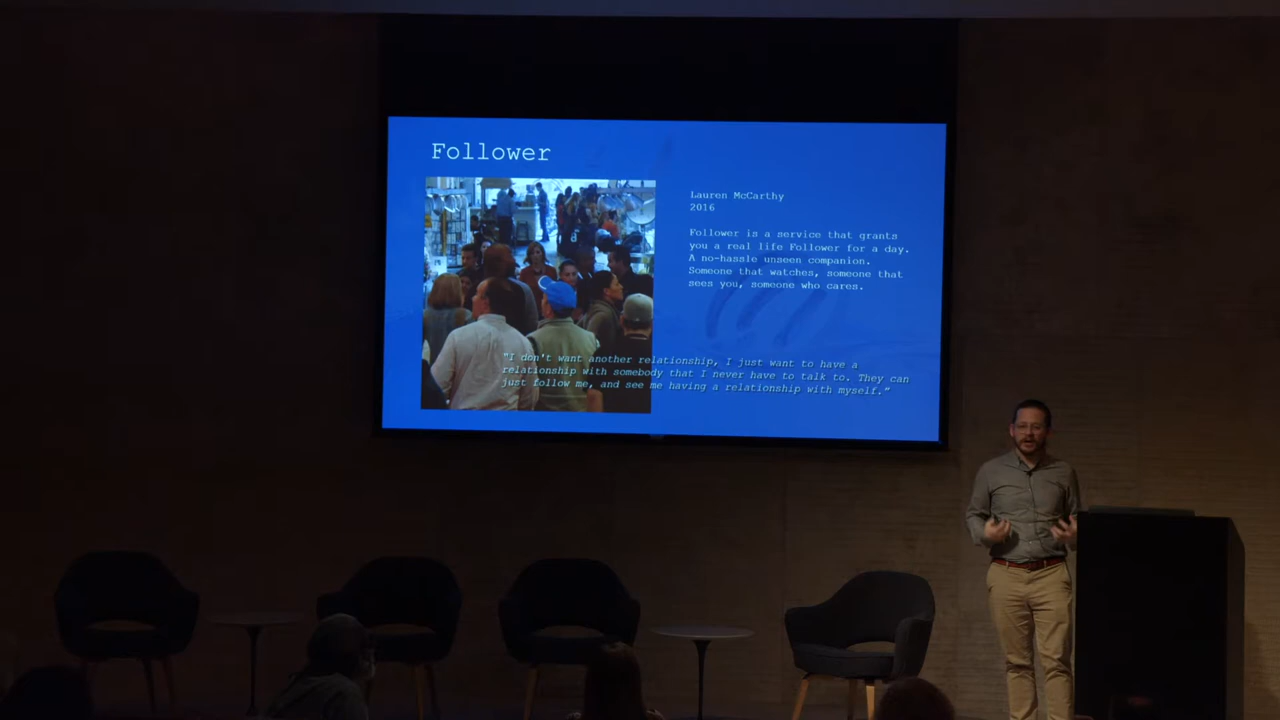 Follower
Lauren McCarthy
2016
Follower is a service that grants
you a real life Follower for a day.
A no-hassle unseen companion.
Someone that watches, someone that
sees you, someone who cares.
"I don't want another relationship, I just want to have a
relationship with somebody that I never have to talk to. They can
just follow me, and see me having a relationship with myself."